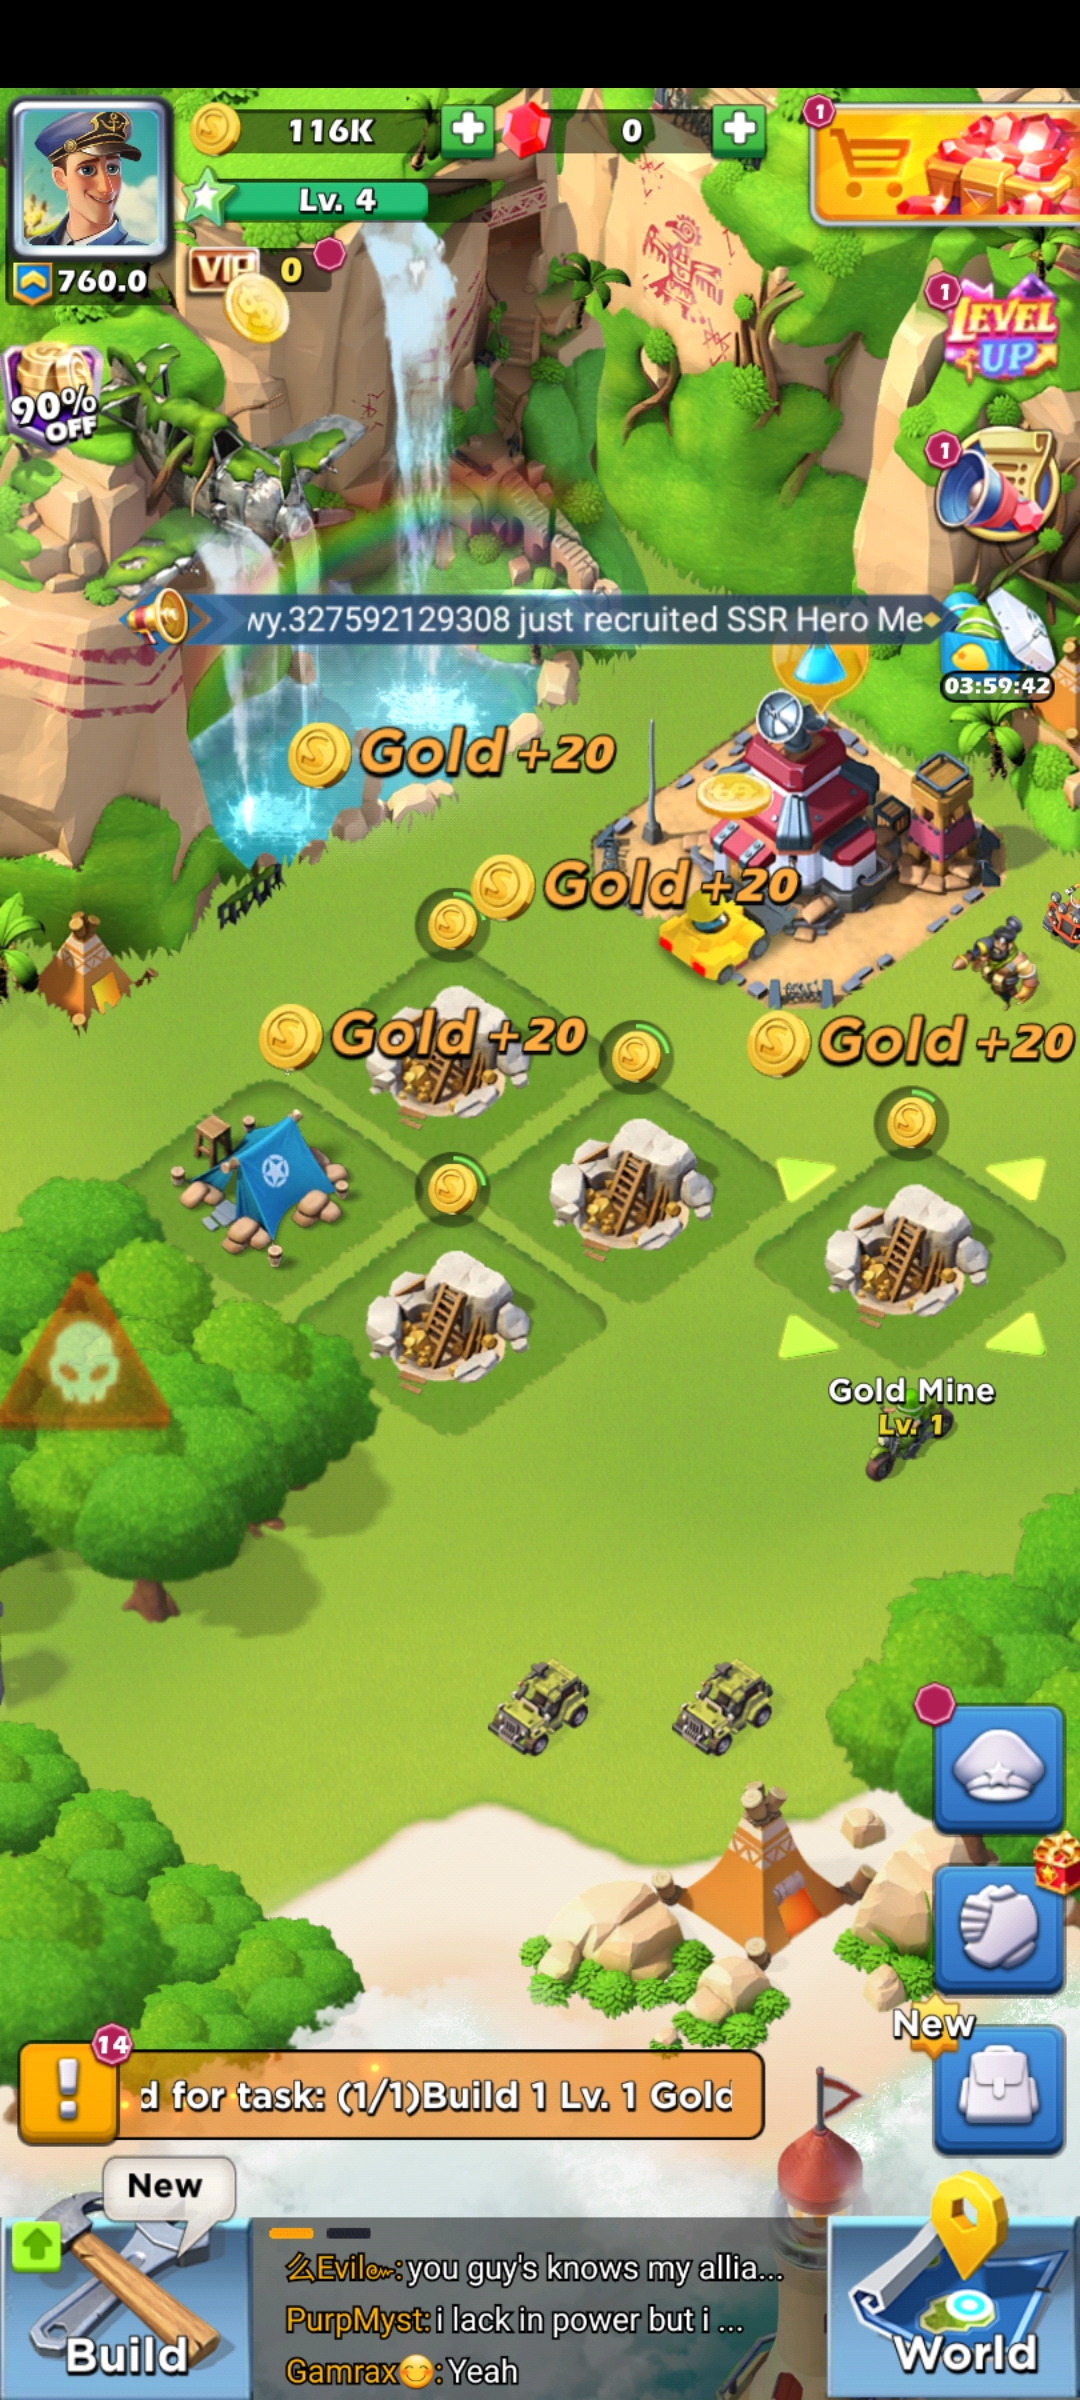 116K
0
1
Lv. 4
760.0
VIP
0
1
LEVEL
UP
90%
OFF
1
wy.327592129308 just recruited SSR Hero Me
03:59:42
Gold +20
Gold +20
Gold +20
Gold +20
Gold Mine
Lv. 1
New
14
d for task: (1/1)Build 1 Lv. 1 Gold
New
Build
么Evil៚:you guy's knows my allia...
PurpMyst:i lack in power but i ...
Gamrax😊:Yeah
World